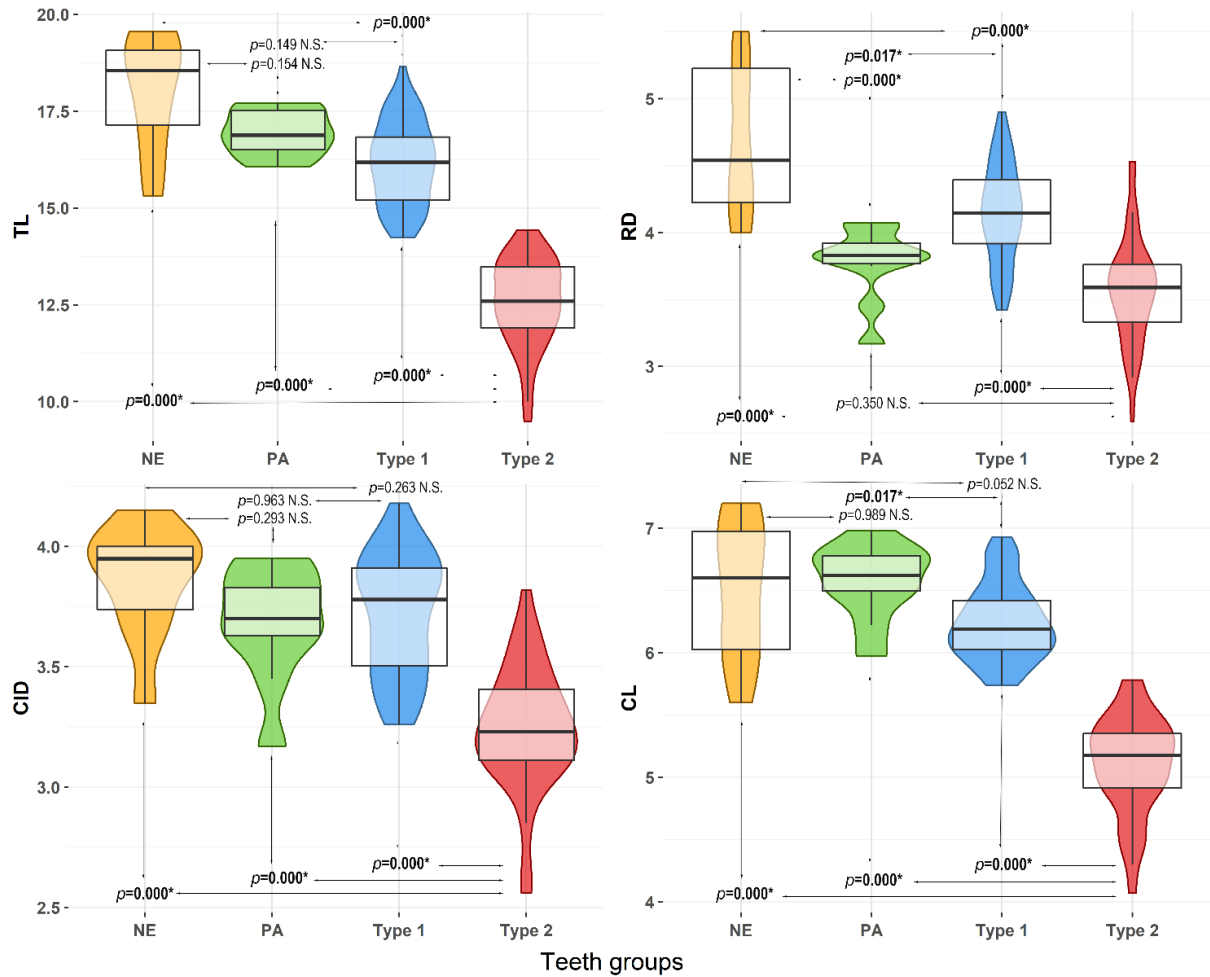 TL
20.0
17.5
15.0
12.5
10.0
p=0.000*
p=0.149 N.S.
p=0.154 N.S.
p=0.000*
p=0.000*
p=0.000*
NE PA Type 1 Type 2
RD
5
4
3
p=0.000*
p=0.017*
p=0.000*
p=0.000*
p=0.350 N.S.
p=0.000*
NE PA Type 1 Type 2
CID
4.0
3.5
3.0
2.5
p=0.263 N.S.
p=0.963 N.S.
p=0.293 N.S.
p=0.000*
p=0.000*
p=0.000*
NE PA Type 1 Type 2
CL
7
6
5
4
p=0.052 N.S.
p=0.017*
p=0.989 N.S.
p=0.000*
p=0.000*
p=0.000*
NE PA Type 1 Type 2
Teeth groups